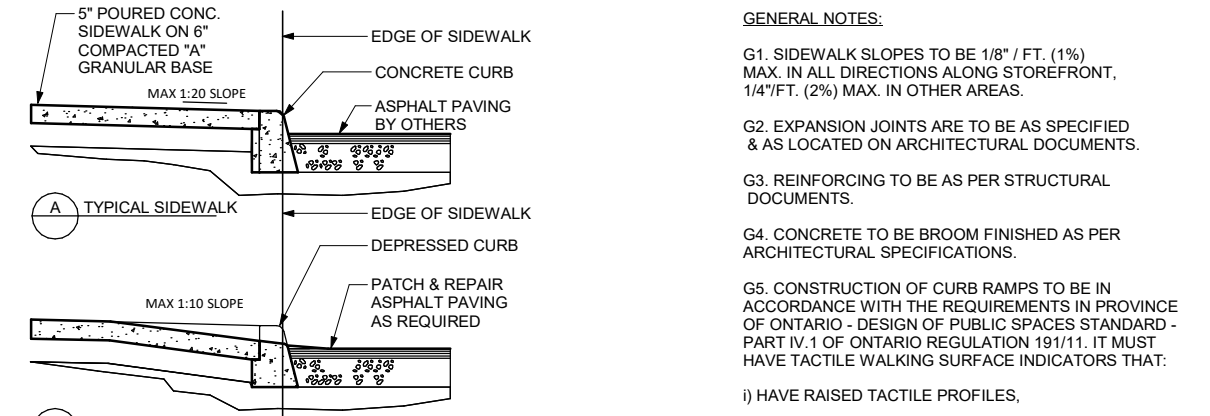 5" POURED CONC.
SIDEWALK ON 6"
COMPACTED "A"
GRANULAR BASE
EDGE OF SIDEWALK
CONCRETE CURB
MAX 1:20 SLOPE
ASPHALT PAVING
BY OTHERS
A
TYPICAL SIDEWALK
EDGE OF SIDEWALK
DEPRESSED CURB
PATCH & REPAIR
ASPHALT PAVING
AS REQUIRED
MAX 1:10 SLOPE
GENERAL NOTES:
G1. SIDEWALK SLOPES TO BE 1/8" / FT. (1%)
MAX. IN ALL DIRECTIONS ALONG STOREFRONT,
1/4"/FT. (2%) MAX. IN OTHER AREAS.
G2. EXPANSION JOINTS ARE TO BE AS SPECIFIED
& AS LOCATED ON ARCHITECTURAL DOCUMENTS.
G3. REINFORCING TO BE AS PER STRUCTURAL
DOCUMENTS.
G4. CONCRETE TO BE BROOM FINISHED AS PER
ARCHITECTURAL SPECIFICATIONS.
G5. CONSTRUCTION OF CURB RAMPS TO BE IN
ACCORDANCE WITH THE REQUIREMENTS IN PROVINCE
OF ONTARIO - DESIGN OF PUBLIC SPACES STANDARD -
PART IV.1 OF ONTARIO REGULATION 191/11. IT MUST
HAVE TACTILE WALKING SURFACE INDICATORS THAT:
i) HAVE RAISED TACTILE PROFILES,